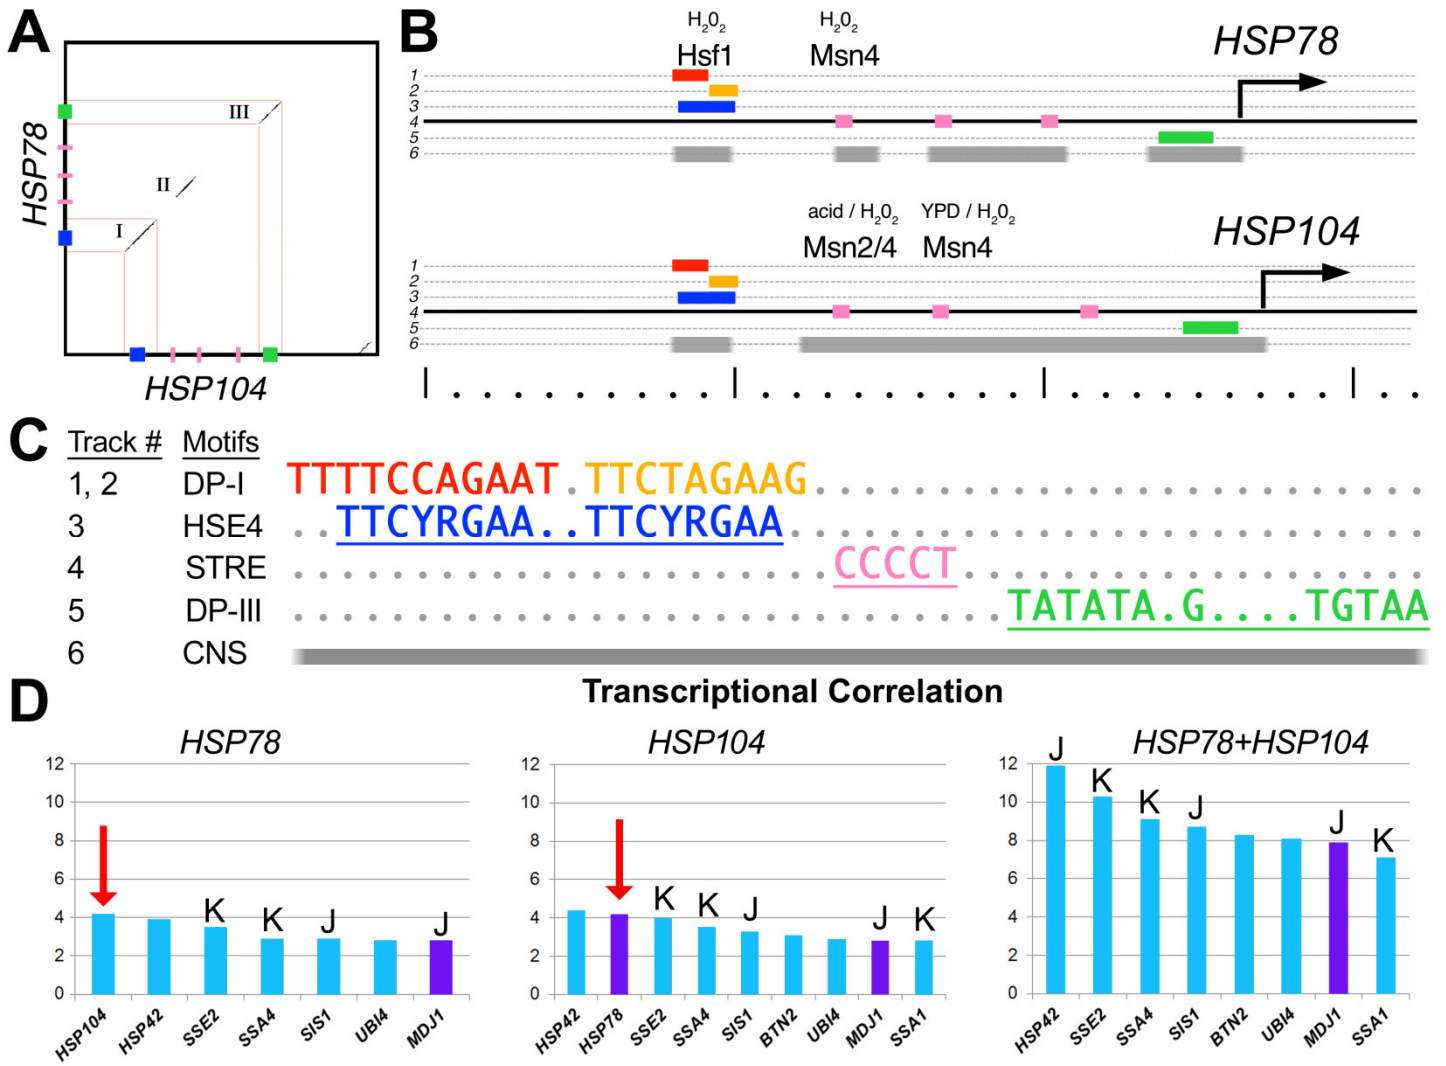 A
HSP78
I
II
III
HSP104
B
H₂0₂ H₂0₂
Hsf1 Msn4
HSP78
1
2
3
4
5
6
acid / H₂0₂ YPD / H₂0₂
Msn2/4 Msn4
HSP104
1
2
3
4
5
6
C
Track # Motifs
1, 2 DP-I TTTTCCAGAAT.TTCTAGAAG
3 HSE4 TTCYRGAA..TTCYRGAA
4 STRE CCCCT
5 DP-III TATATA.G....TGTAA
6 CNS
D
Transcriptional Correlation
HSP78
12
10
8
6
4
2
0
K K J J
HSP104 HSP42 SSE2 SSA4 SIS1 UBI4 MDJ1
HSP104
12
10
8
6
4
2
0
K K J J K
HSP42 HSP78 SSE2 SSA4 SIS1 BTN2 UBI4 MDJ1 SSA1
HSP78+HSP104
12
10
8
6
4
2
0
J K K J J K
HSP42 SSE2 SSA4 SIS1 BTN2 UBI4 MDJ1 SSA1